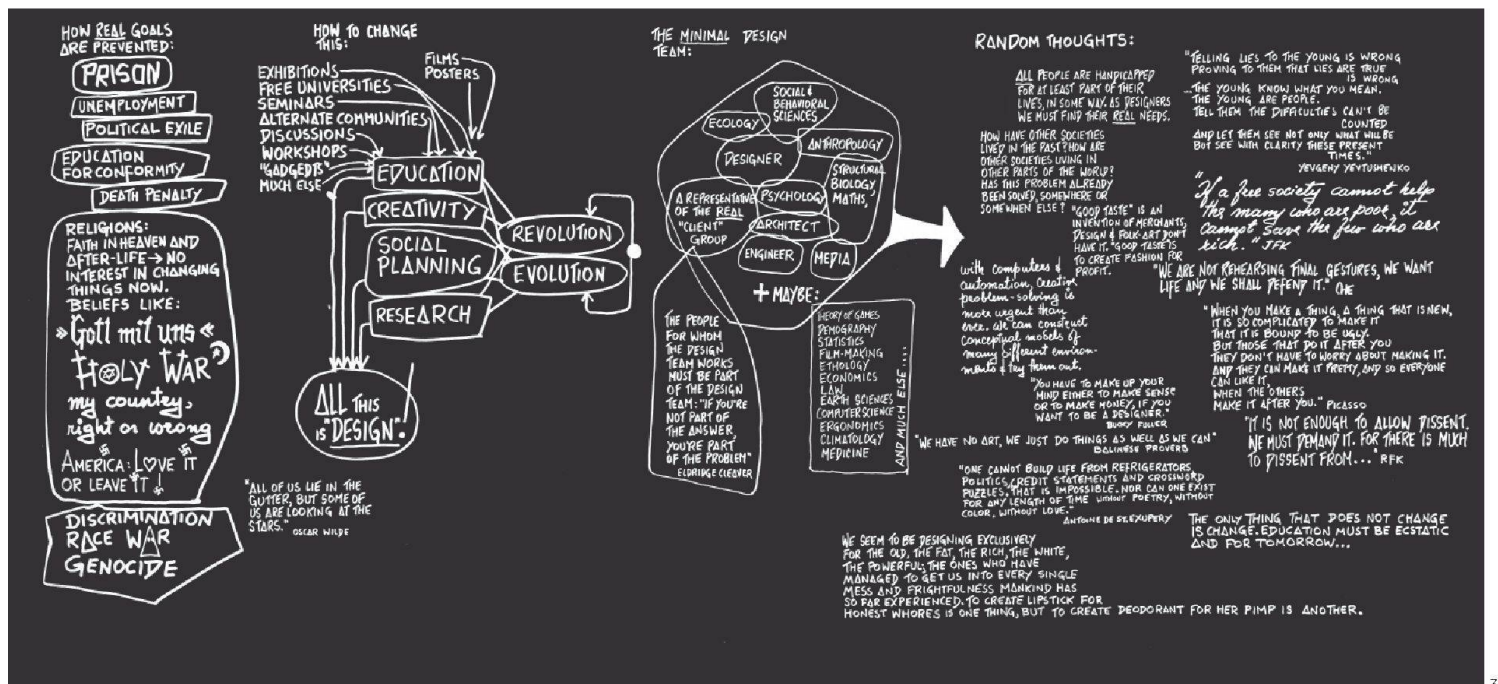 HOW REAL GOALS
ARE PREVENTED:
PRISON
UNEMPLOYMENT
POLITICAL EXILE
EDUCATION
FOR CONFORMITY
DEATH PENALTY
RELIGIONS:
FAITH IN HEAVEN AND
AFTER-LIFE → NO
INTEREST IN CHANGING
THINGS NOW.
BELIEFS LIKE:
» Gott mit uns «
HOLY WAR
my country,
right or wrong
AMERICA: LOVE IT
OR LEAVE IT!
DISCRIMINATION
RACE WAR
GENOCIDE
HOW TO CHANGE
THIS:
FILMS
POSTERS
EXHIBITIONS
FREE UNIVERSITIES
SEMINARS
ALTERNATE COMMUNITIES
DISCUSSIONS
WORKSHOPS
"GADGED!S"
MUCH ELSE
EDUCATION
CREATIVITY
SOCIAL
PLANNING
RESEARCH
REVOLUTION
EVOLUTION
ALL THIS
is "DESIGN"!
"ALL OF US LIE IN THE
GUTTER, BUT SOME OF
US ARE LOOKING AT THE
STARS."
OSCAR WILDE
THE MINIMAL DESIGN
TEAM:
SOCIAL &
BEHAVIORAL
SCIENCES
ECOLOGY
ANTHROPOLOGY
DESIGNER
STRUCTURAL
BIOLOGY,
MATHS,
PSYCHOLOGY
A REPRESENTATIVE
OF THE REAL
"CLIENT"
GROUP
ARCHITECT
ENGINEER
MEDIA
+ MAYBE:
THE PEOPLE
FOR WHOM
THE DESIGN
TEAM WORKS
MUST BE PART
OF THE DESIGN
TEAM: "IF YOU'RE
NOT PART OF
THE ANSWER,
YOU'RE PART
OF THE PROBLEM"
ELDRIDGE CLEAVER
THEORY OF GAMES
DEMOGRAPHY
STATISTICS
FILM-MAKING
ETHOLOGY
ECONOMICS
LAW
EARTH SCIENCES
COMPUTER SCIENCE
ERGONOMICS
CLIMATOLOGY
MEDICINE
AND MUCH ELSE....
RANDOM THOUGHTS:
ALL PEOPLE ARE HANDICAPPED
FOR AT LEAST PART OF THEIR
LIVES, IN SOME WAY. AS DESIGNERS
WE MUST FIND THEIR REAL NEEDS.
HOW HAVE OTHER SOCIETIES
LIVED IN THE PAST? HOW ARE
OTHER SOCIETIES LIVING IN
OTHER PARTS OF THE WORLD?
HAS THIS PROBLEM ALREADY
BEEN SOLVED, SOMEWHERE OR
SOMEWHEN ELSE?
"GOOD TASTE" IS AN
INVENTION OF MERCHANTS,
DESIGN & FOLK-ART DON'T
HAVE IT. "GOOD TASTE" IS
TO CREATE FASHION FOR
PROFIT.
with computers &
automation, creative
problem-solving is
more urgent than
ever. we can construct
conceptual models of
many different environ-
ments & try them out.
"YOU HAVE TO MAKE UP YOUR
MIND EITHER TO MAKE SENSE
OR TO MAKE MONEY, IF YOU
WANT TO BE A DESIGNER."
BUCKY FULLER
"WE HAVE NO ART, WE JUST DO THINGS AS WELL AS WE CAN"
BALINESE PROVERB
"ONE CANNOT BUILD LIFE FROM REFRIGERATORS,
POLITICS, CREDIT STATEMENTS AND CROSSWORD
PUZZLES. THAT IS IMPOSSIBLE. NOR CAN ONE EXIST
FOR ANY LENGTH OF TIME WITHOUT POETRY, WITHOUT
COLOR, WITHOUT LOVE."
ANTOINE DE ST. EXUPERY
WE SEEM TO BE DESIGNING EXCLUSIVELY
FOR THE OLD, THE FAT, THE RICH, THE WHITE,
THE POWERFUL; THE ONES WHO HAVE
MANAGED TO GET US INTO EVERY SINGLE
MESS AND FRIGHTFULNESS MANKIND HAS
SO FAR EXPERIENCED. TO CREATE LIPSTICK FOR
HONEST WHORES IS ONE THING, BUT TO CREATE DEODORANT FOR HER PIMP IS ANOTHER.
"TELLING LIES TO THE YOUNG IS WRONG
PROVING TO THEM THAT LIES ARE TRUE
IS WRONG
...THE YOUNG KNOW WHAT YOU MEAN.
THE YOUNG ARE PEOPLE.
TELL THEM THE DIFFICULTIES CAN'T BE
COUNTED
AND LET THEM SEE NOT ONLY WHAT WILL BE
BUT SEE WITH CLARITY THESE PRESENT
TIMES."
YEVGENY YEVTUSHENKO
"If a free society cannot help
the many who are poor, it
cannot save the few who are
rich." JFK
"WE ARE NOT REHEARSING FINAL GESTURES, WE WANT
LIFE AND WE SHALL DEFEND IT." CHE
"WHEN YOU MAKE A THING, A THING THAT IS NEW,
IT IS SO COMPLICATED TO MAKE IT
THAT IT IS BOUND TO BE UGLY.
BUT THOSE THAT DO IT AFTER YOU
THEY DON'T HAVE TO WORRY ABOUT MAKING IT.
AND THEY CAN MAKE IT PRETTY, AND SO EVERYONE
CAN LIKE IT,
WHEN THE OTHERS
MAKE IT AFTER YOU." PICASSO
"IT IS NOT ENOUGH TO ALLOW DISSENT.
WE MUST DEMAND IT. FOR THERE IS MUCH
TO DISSENT FROM..." RFK
THE ONLY THING THAT DOES NOT CHANGE
IS CHANGE. EDUCATION MUST BE ECSTATIC
AND FOR TOMORROW...